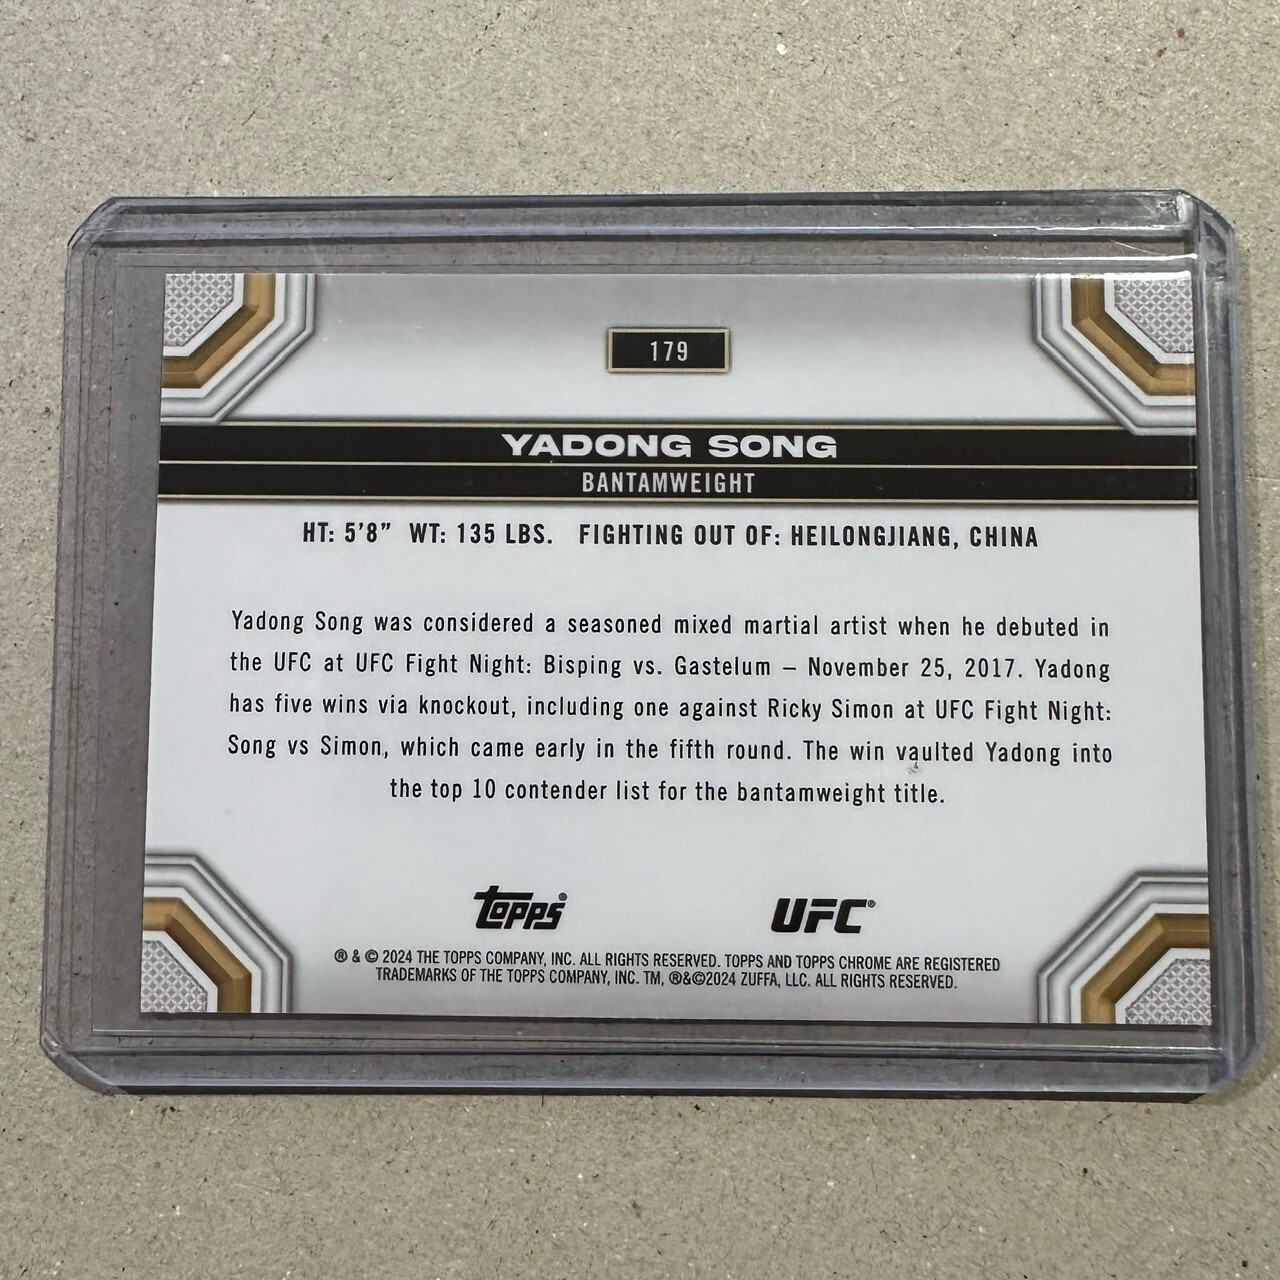 179
YADONG SONG
BANTAMWEIGHT
HT: 5'8" WT: 135 LBS. FIGHTING OUT OF: HEILONGJIANG, CHINA
Yadong Song was considered a seasoned mixed martial artist when he debuted in
the UFC at UFC Fight Night: Bisping vs. Gastelum – November 25, 2017. Yadong
has five wins via knockout, including one against Ricky Simon at UFC Fight Night:
Song vs Simon, which came early in the fifth round. The win vaulted Yadong into
the top 10 contender list for the bantamweight title.
topps® UFC®
® & © 2024 THE TOPPS COMPANY, INC. ALL RIGHTS RESERVED. TOPPS AND TOPPS CHROME ARE REGISTERED
TRADEMARKS OF THE TOPPS COMPANY, INC. TM, ®&©2024 ZUFFA, LLC. ALL RIGHTS RESERVED.